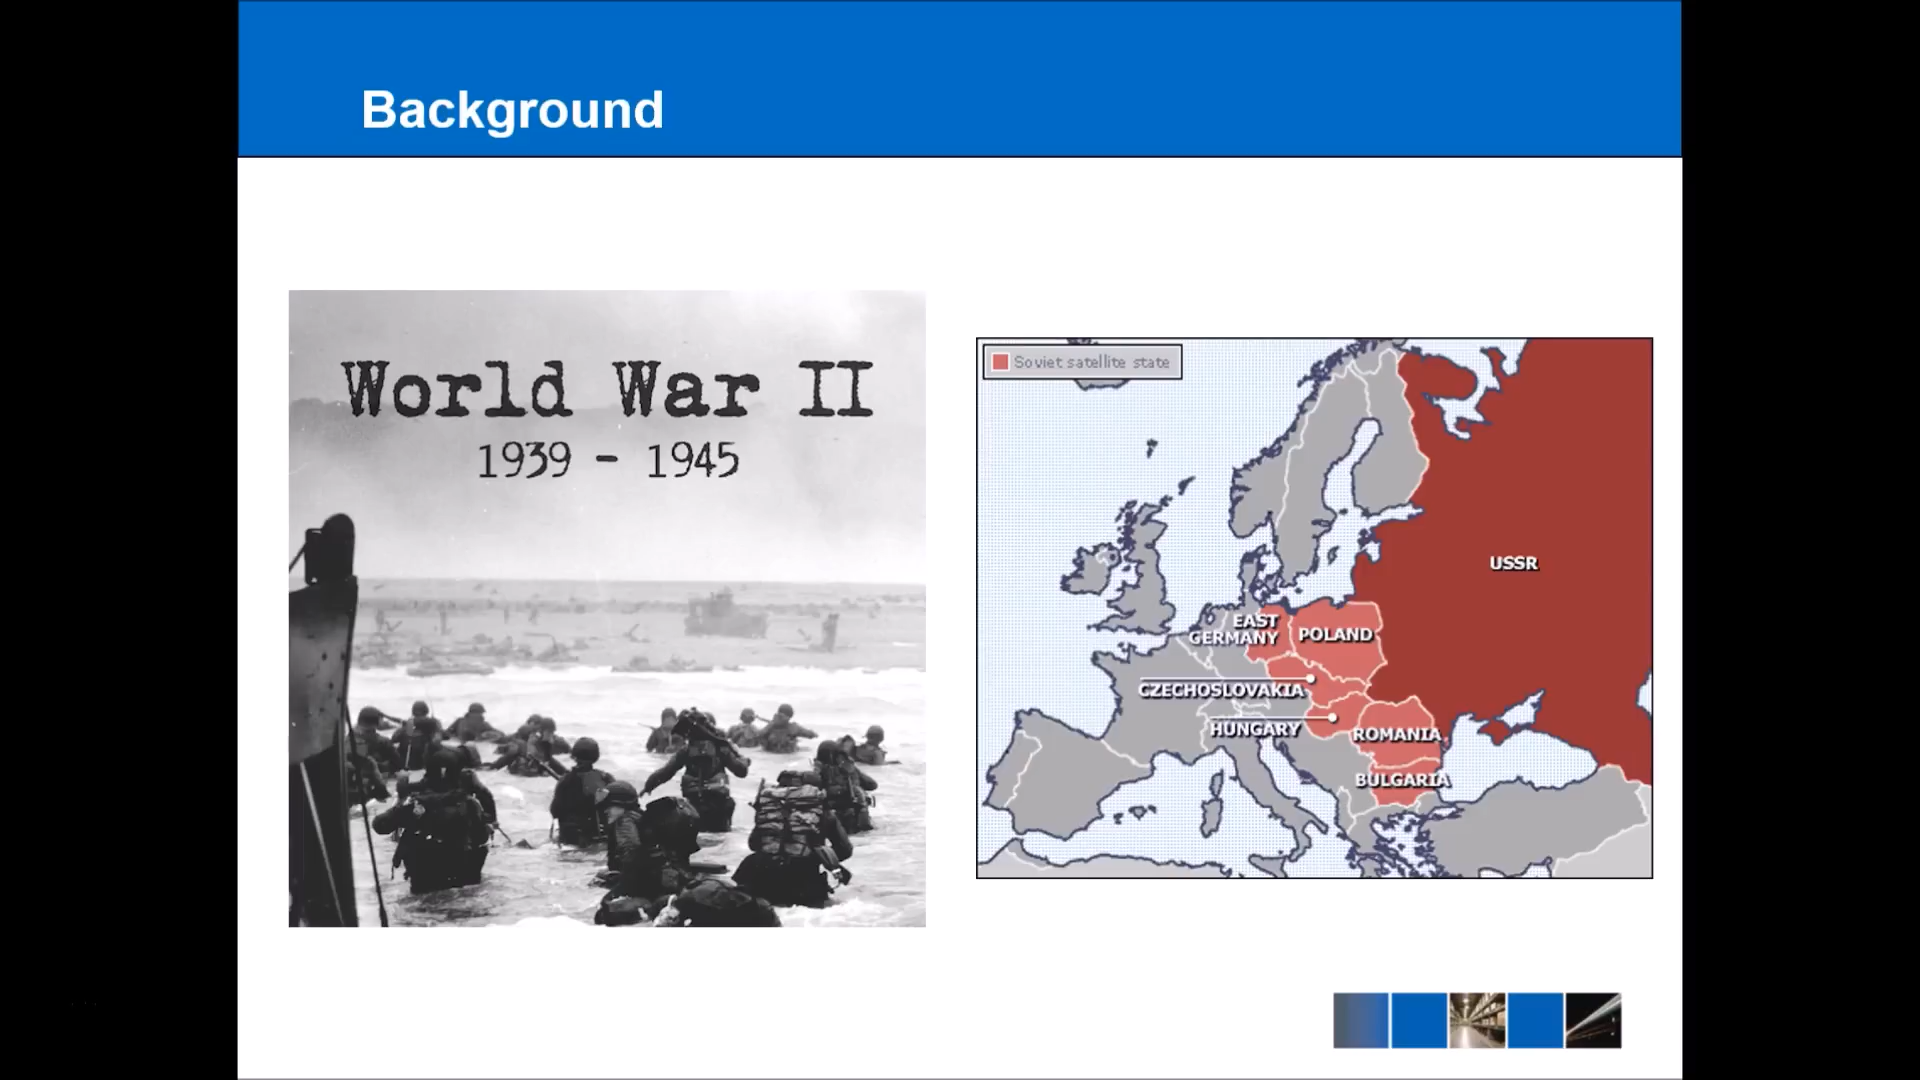 Background
World War II
1939 - 1945
Soviet satellite state
USSR
EAST
GERMANY
POLAND
CZECHOSLOVAKIA
HUNGARY
ROMANIA
BULGARIA